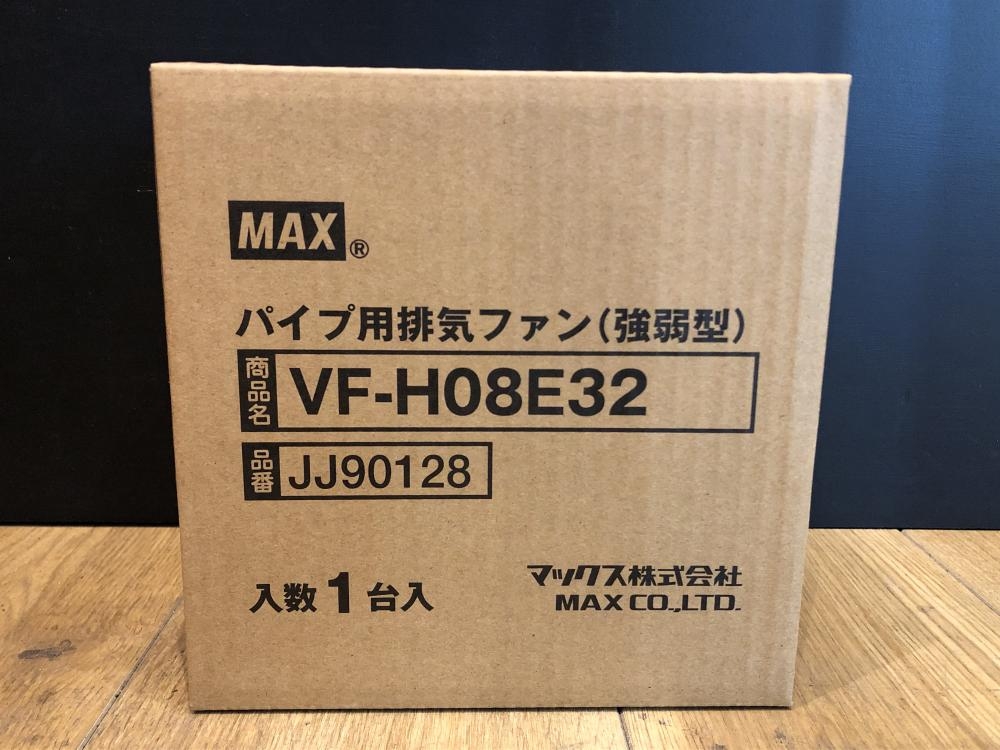 MAX®
パイプ用排気ファン(強弱型)
商品名 VF-H08E32
品番 JJ90128
入数1台入
マックス株式会社
MAX CO.,LTD.